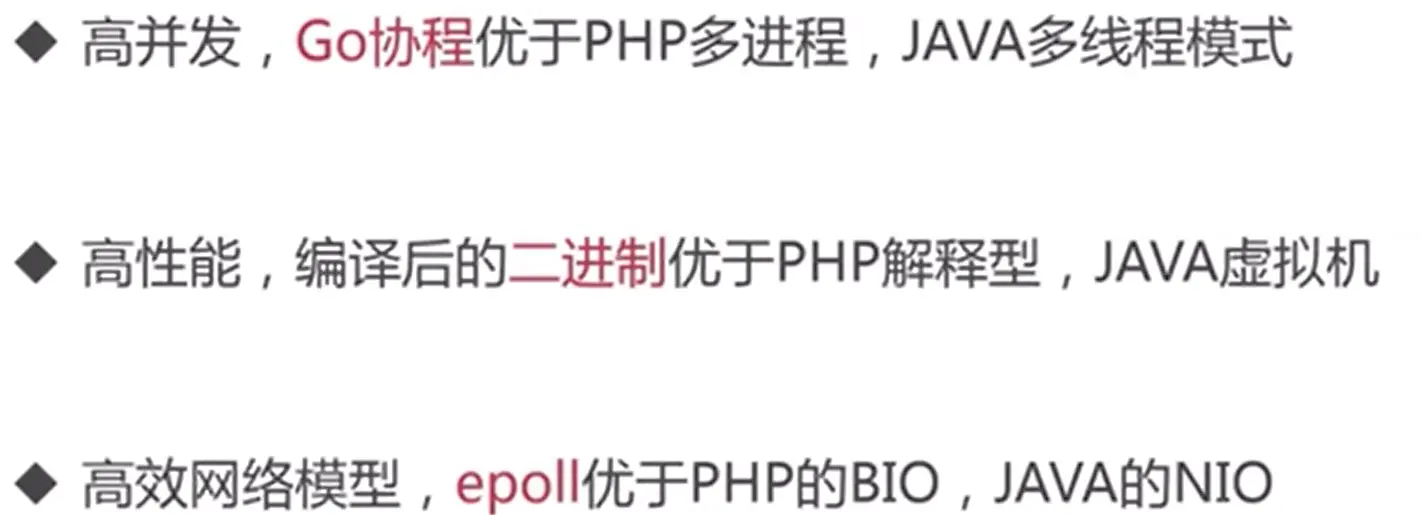 ◆ 高并发，Go协程优于PHP多进程，JAVA多线程模式
◆ 高性能，编译后的二进制优于PHP解释型，JAVA虚拟机
◆ 高效网络模型，epoll优于PHP的BIO，JAVA的NIO